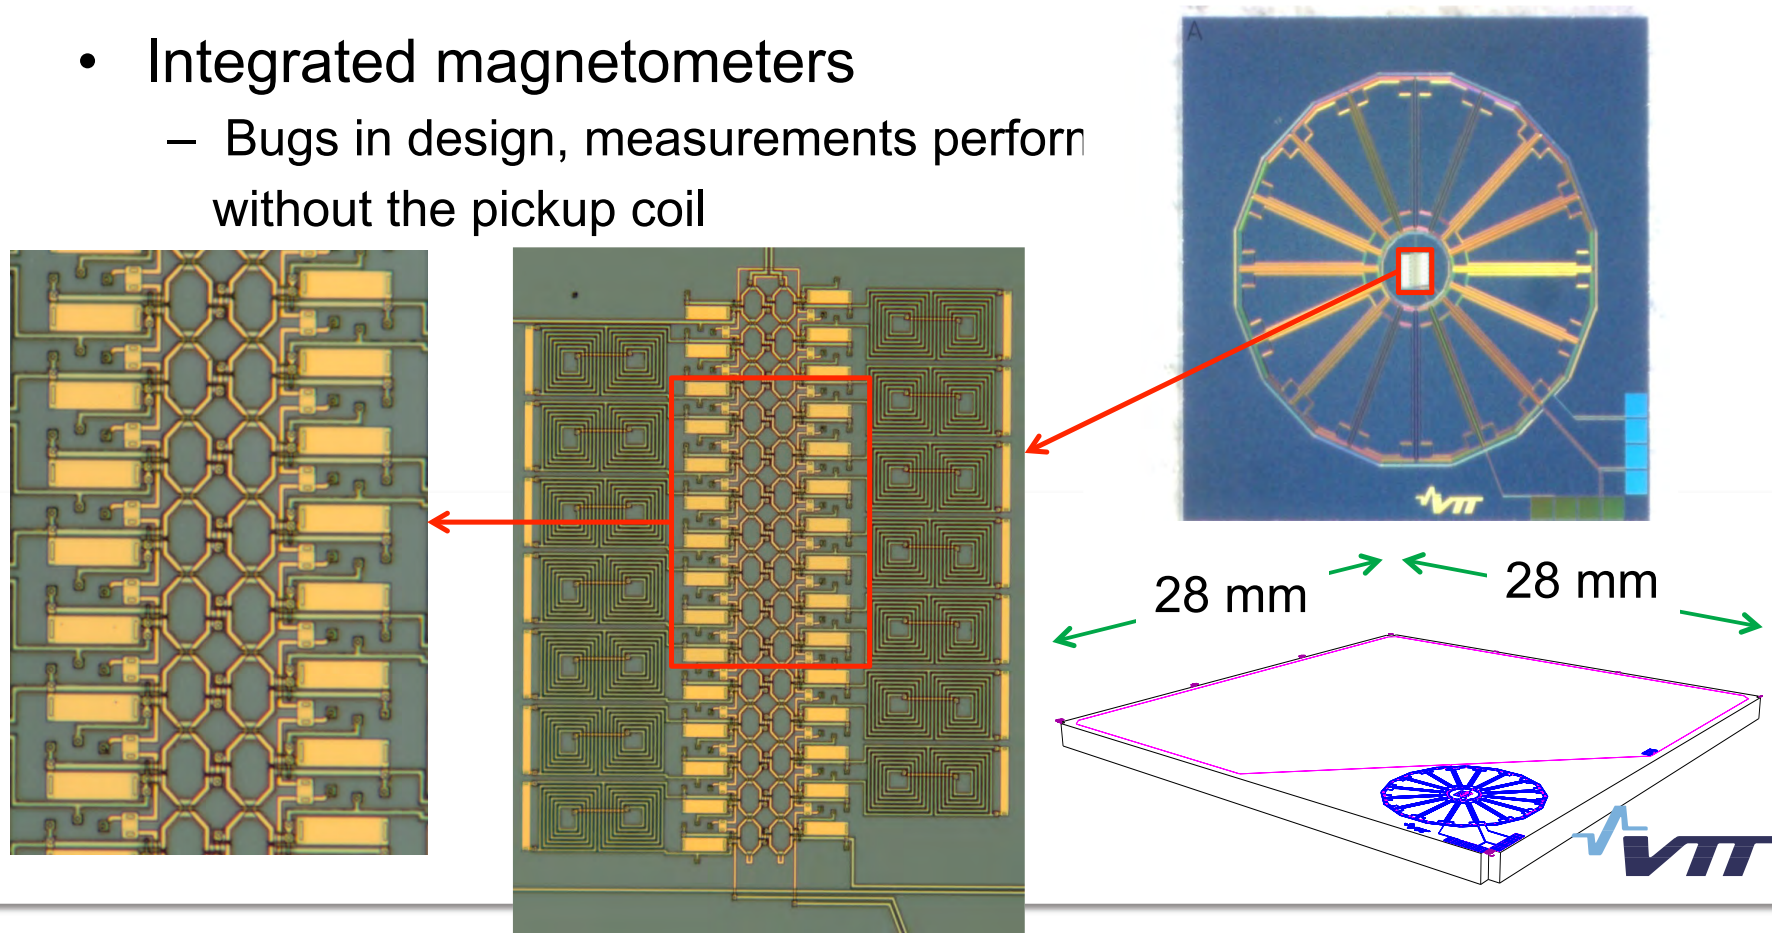 • Integrated magnetometers
– Bugs in design, measurements perforn
without the pickup coil
A
VTT
28 mm
28 mm
VTT